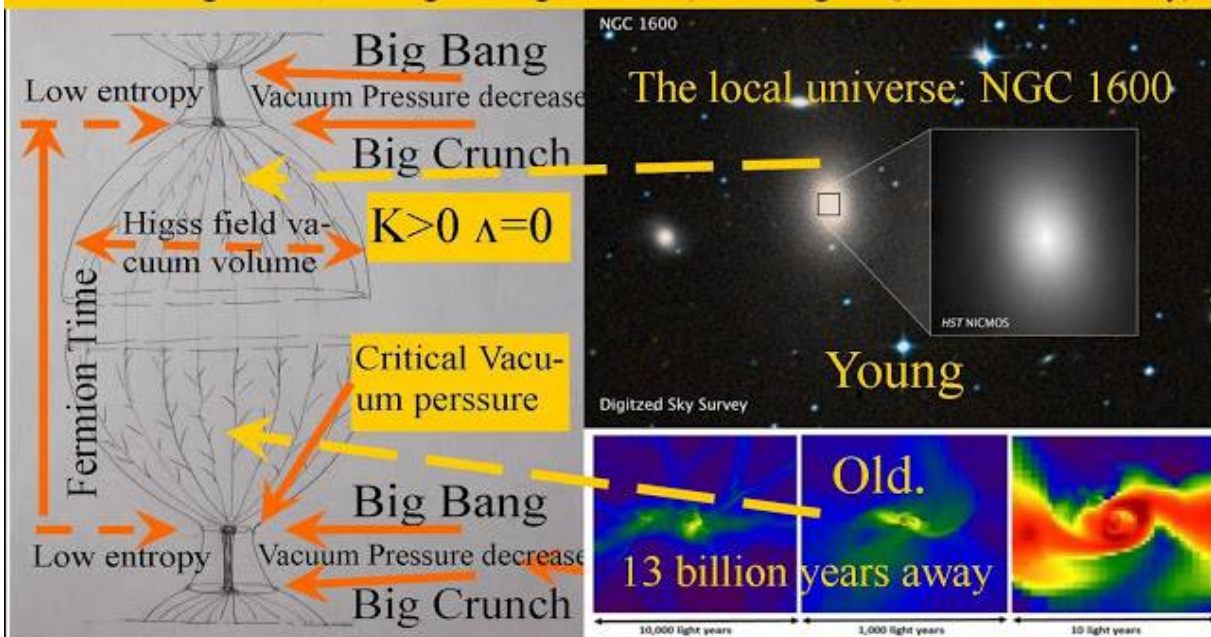 Big Bang
Low entropy
Vacuum Pressure decrease
Big Crunch
Higss field va-
cuum volume
K>0 Λ=0
Fermion-Time
Critical Vacu-
um perssure
Big Bang
Low entropy
Vacuum Pressure decrease
Big Crunch
NGC 1600
The local universe: NGC 1600
HST NICMOS
Young
Digitzed Sky Survey
Old.
13 billion years away
10,000 light years
1,000 light years
10 light years